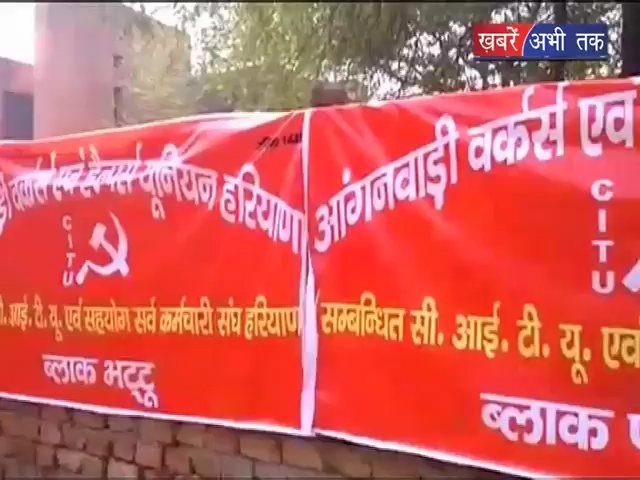 ख़बरें अभी तक
वर्कर्स एवं हैल्पर्स यूनियन हरियाणा
CITU
आई. टी. यू. एवं सहयोग सर्व कर्मचारी संघ हरियाणा
ब्लाक भट्टू
आंगनवाड़ी वर्कर्स एवं
CITU
सम्बन्धित सी. आई. टी. यू. एवं
ब्लाक